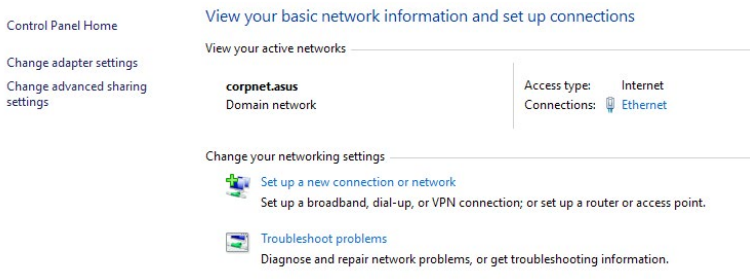 Control Panel Home
Change adapter settings
Change advanced sharing
settings
View your basic network information and set up connections
View your active networks
corpnet.asus
Domain network
Access type: Internet
Connections: Ethernet
Change your networking settings
Set up a new connection or network
Set up a broadband, dial-up, or VPN connection; or set up a router or access point.
Troubleshoot problems
Diagnose and repair network problems, or get troubleshooting information.